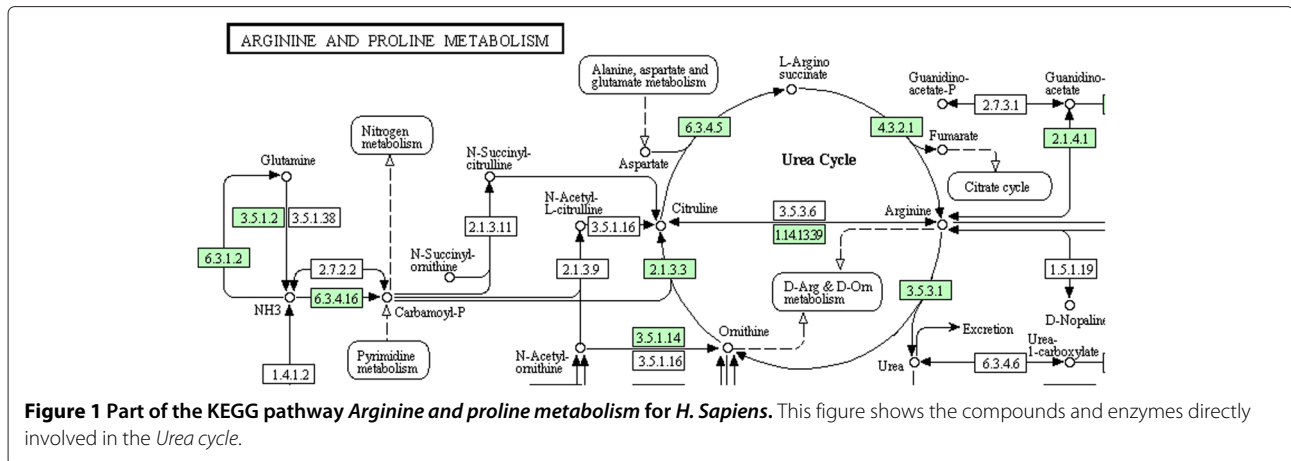 ARGININE AND PROLINE METABOLISM
Alanine, aspartate and
glutamate metabolism
L-Argino
succinate
Guanidino-
acetate-P
Guanidino-
acetate
2.7.3.1
6.3.4.5
4.3.2.1
2.1.4.1
Nitrogen
metabolism
N-Succinyl-
citrulline
Aspartate
Urea Cycle
Fumarate
Citrate cycle
Glutamine
N-Acetyl-
L-citrulline
Citruline
3.5.3.6
1.14.13.39
Arginine
3.5.1.2
3.5.1.38
2.1.3.11
3.5.1.16
6.3.1.2
2.7.2.2
N-Succinyl-
ornithine
2.1.3.9
2.1.3.3
D-Arg & D-Orn
metabolism
3.5.3.1
1.5.1.19
NH3
6.3.4.16
Carbamoyl-P
D-Nopaline
Pyrimidine
metabolism
1.4.1.2
N-Acetyl-
ornithine
3.5.1.14
3.5.1.16
Ornithine
Excretion
Urea
6.3.4.6
Urea-
1-carboxylate
Figure 1 Part of the KEGG pathway Arginine and proline metabolism for H. Sapiens. This figure shows the compounds and enzymes directly
involved in the Urea cycle.